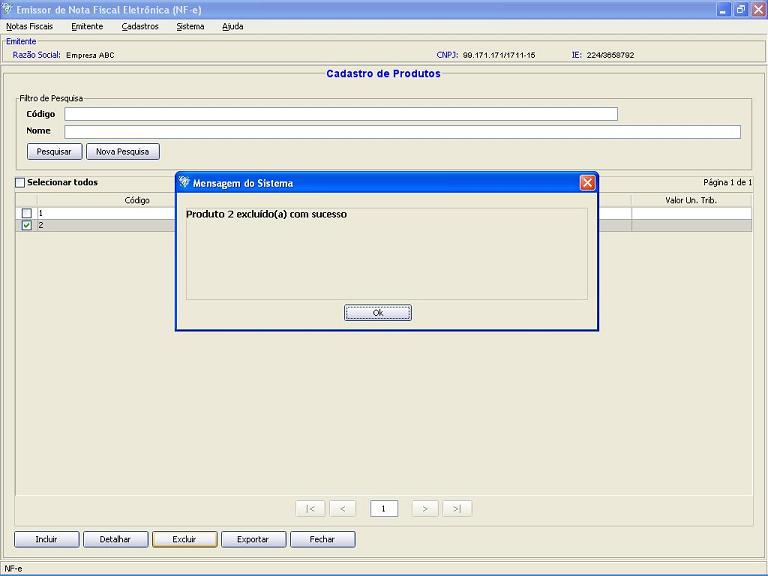 Emissor de Nota Fiscal Eletrônica (NF-e)
Notas Fiscais Emitente Cadastros Sistema Ajuda
Emitente
Razão Social: Empresa ABC CNPJ: 99.171.171/1711-15 IE: 224/3658792
Cadastro de Produtos
Filtro de Pesquisa
Código
Nome
Pesquisar Nova Pesquisa
Selecionar todos Página 1 de 1
Código Valor Un. Trib.
1
2
Mensagem do Sistema
Produto 2 excluído(a) com sucesso
Ok
|< < 1 > >|
Incluir Detalhar Excluir Exportar Fechar
NF-e